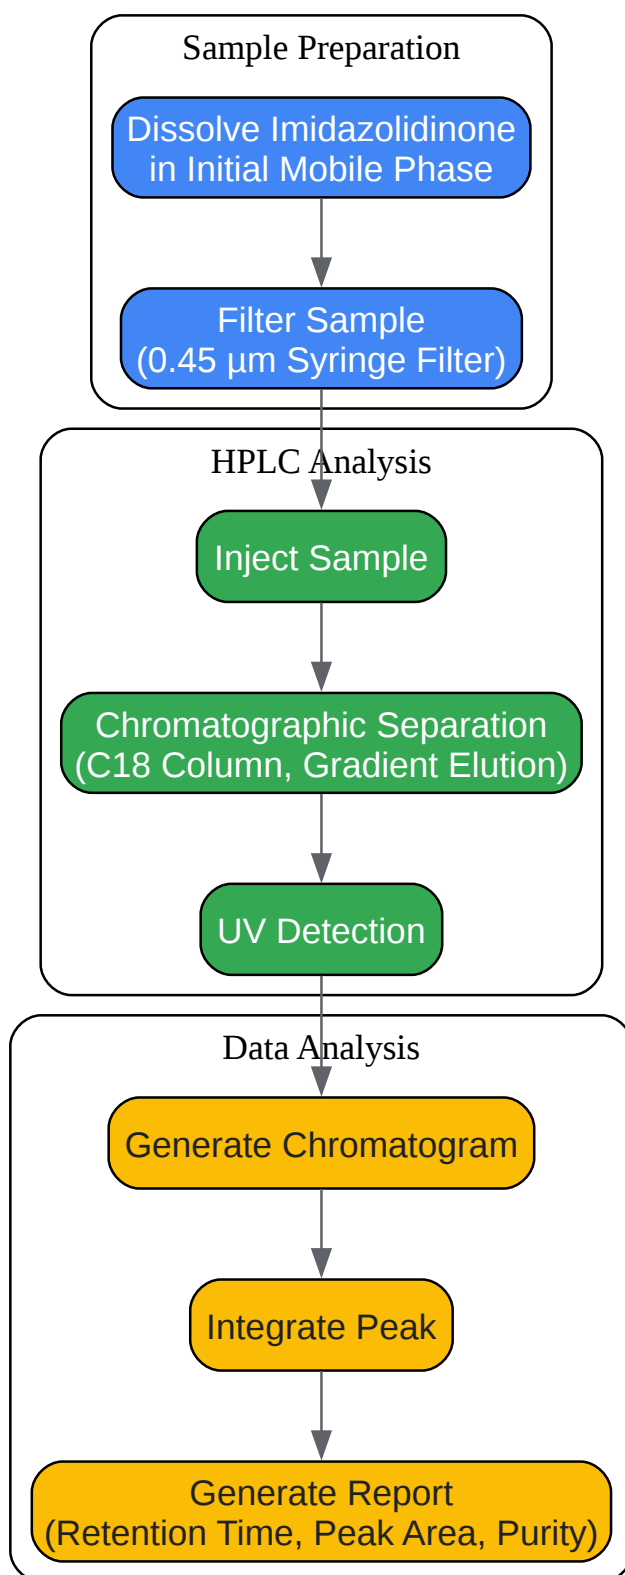 Sample Preparation
Dissolve Imidazolidinone
in Initial Mobile Phase
Filter Sample
(0.45 µm Syringe Filter)
HPLC Analysis
Inject Sample
Chromatographic Separation
(C18 Column, Gradient Elution)
UV Detection
Data Analysis
Generate Chromatogram
Integrate Peak
Generate Report
(Retention Time, Peak Area, Purity)